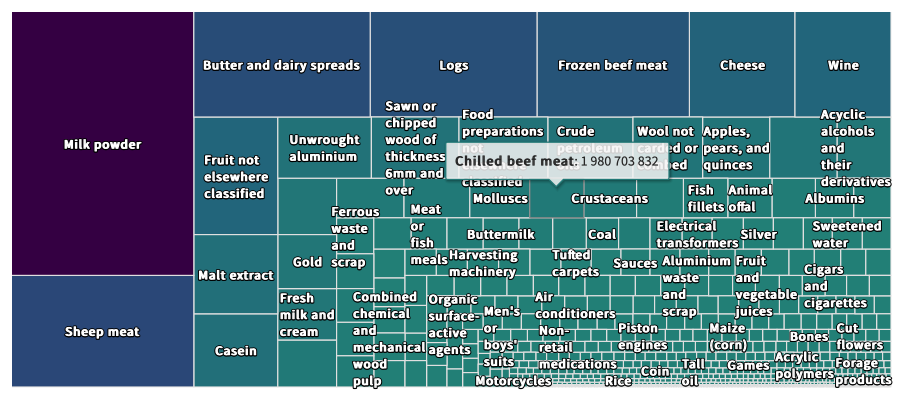 Milk powder
Sheep meat
Butter and dairy spreads
Logs
Frozen beef meat
Cheese
Wine
Fruit not
elsewhere
classified
Unwrought
aluminium
Sawn or
chipped
wood of
thickness
6mm and
over
Food
preparations
not
classified
Crude
petroleum
Wool not
carded or
Apples,
pears, and
quinces
Acyclic
alcohols
and
their
derivatives
Chilled beef meat: 1 980 703 832
Molluscs
Crustaceans
Fish
fillets
Animal
offal
Albumins
Malt extract
Gold
Ferrous
waste
and
scrap
Meat
or
fish
meals
Buttermilk
Coal
Electrical
transformers
Silver
Sweetened
water
Harvesting
machinery
Tufted
carpets
Sauces
Aluminium
waste
and
scrap
Fruit
and
vegetable
juices
Cigars
and
cigarettes
Casein
Fresh
milk and
cream
Combined
chemical
and
mechanical
wood
pulp
Organic
surface-
active
agents
Men's
or
boys'
suits
Air
conditioners
Non-
retail
medications
Piston
engines
Maize
(corn)
Bones
Cut
flowers
Motorcycles
Rice
Coin
Tall
oil
Games
Acrylic
polymers
Forage
products